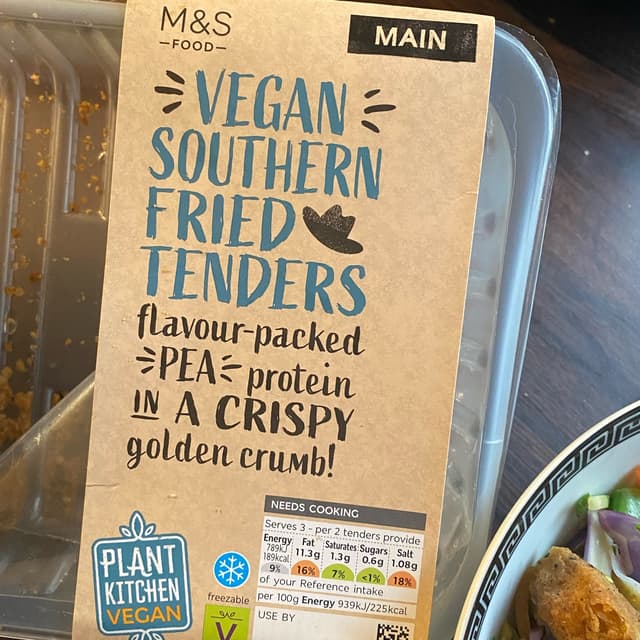 M&S
FOOD
MAIN
VEGAN
SOUTHERN
FRIED
TENDERS
flavour-packed
PEA protein
IN A CRISPY
golden crumb!
PLANT
KITCHEN
VEGAN
freezable
V
NEEDS COOKING
Serves 3 - per 2 tenders provide
Energy Fat Saturates Sugars Salt
789kJ 11.3g 1.3g 0.6g 1.08g
189kcal
9% 16% 7% <1% 18%
of your Reference intake
per 100g Energy 939kJ/225kcal
USE BY